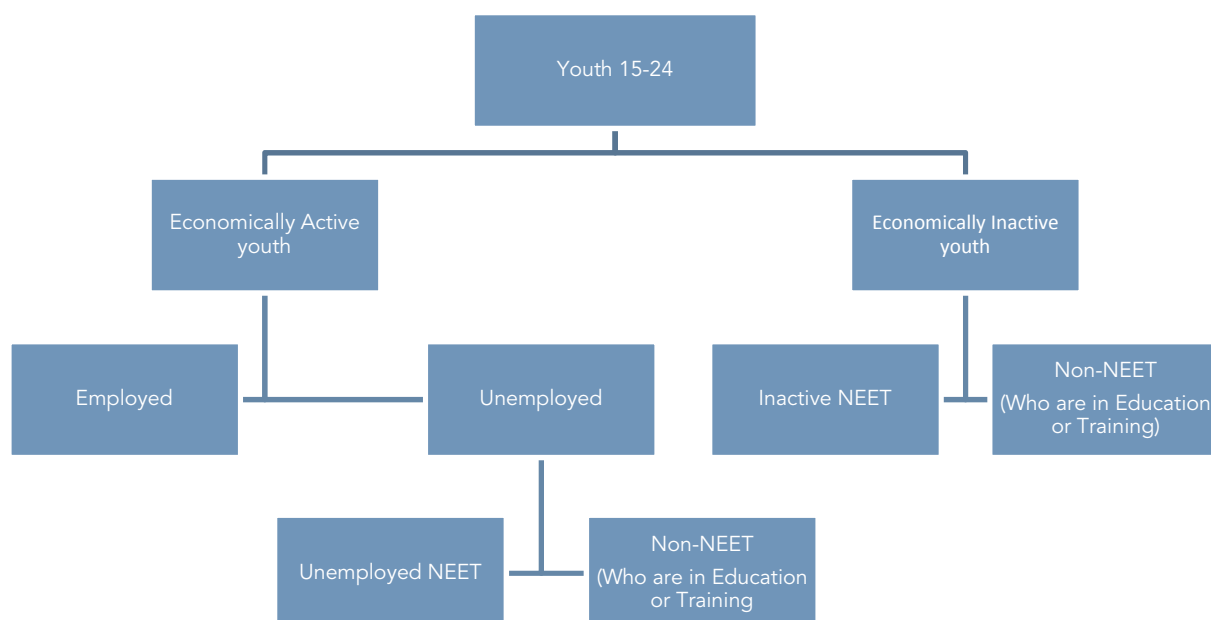 Youth 15-24
Economically Active
youth
Economically Inactive
youth
Employed
Unemployed
Inactive NEET
Non-NEET
(Who are in Education
or Training)
Unemployed NEET
Non-NEET
(Who are in Education
or Training